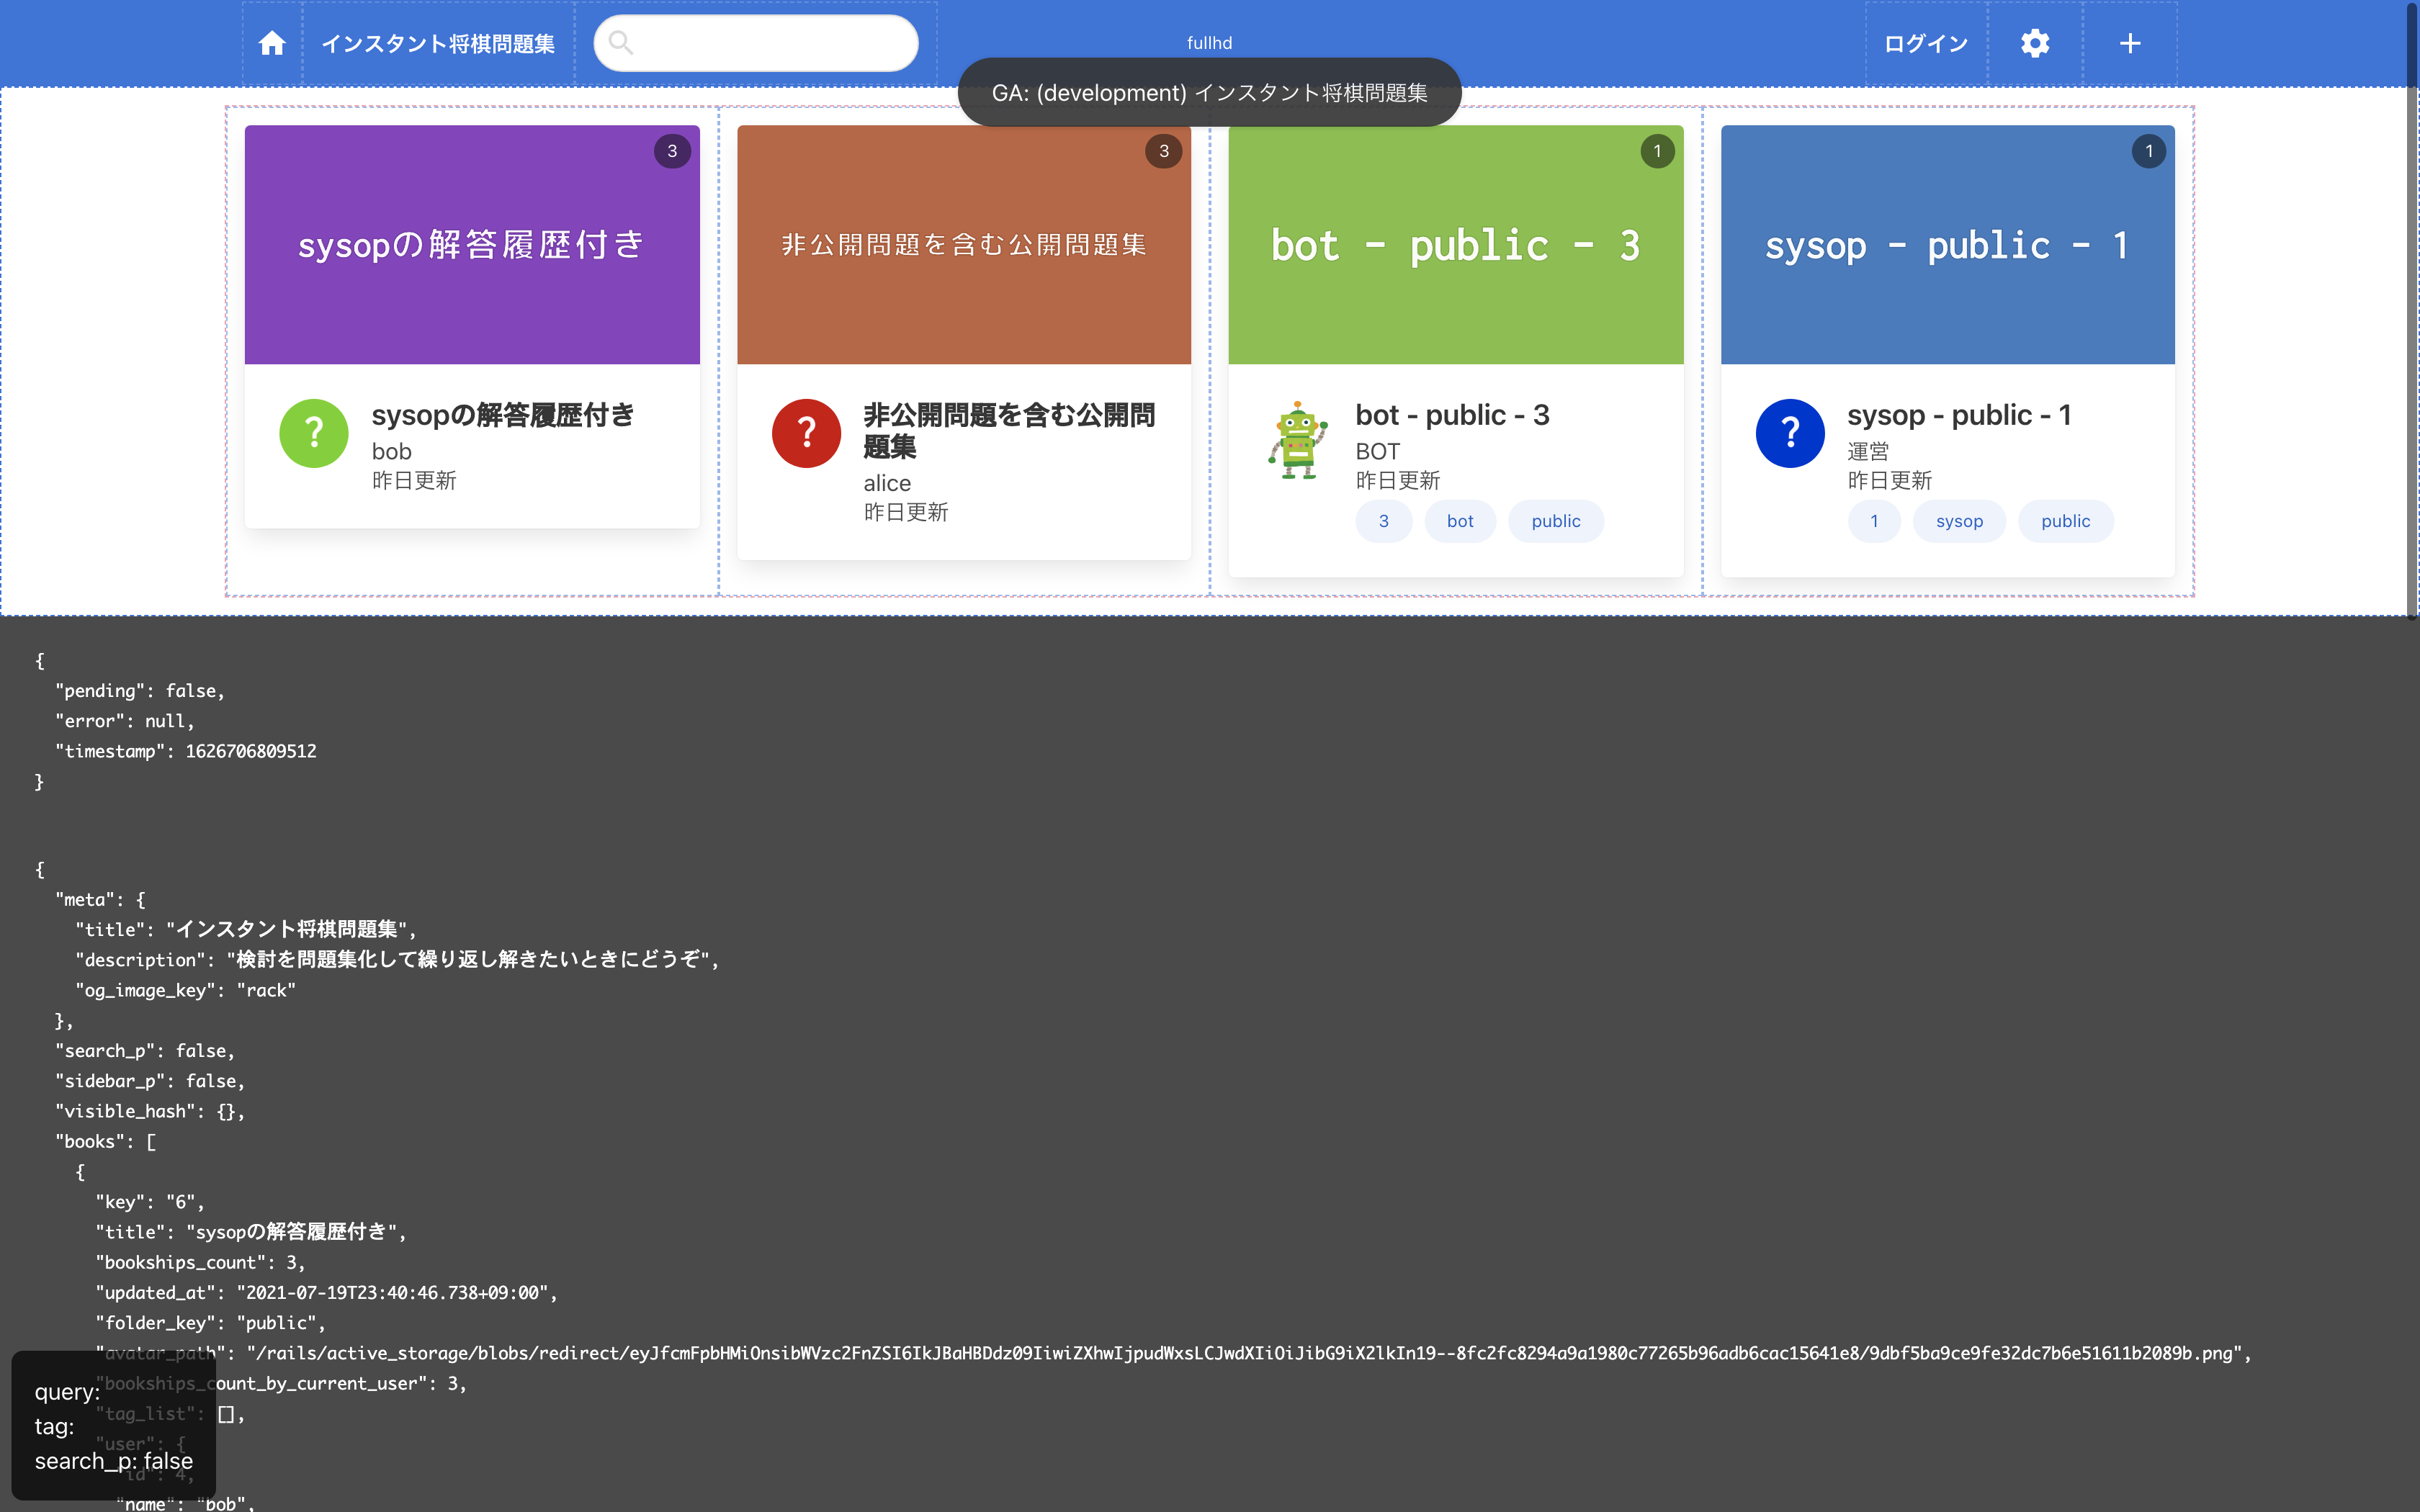 インスタント将棋問題集
fullhd
ログイン
GA: (development) インスタント将棋問題集
3
sysopの解答履歴付き
?
sysopの解答履歴付き
bob
昨日更新
3
非公開問題を含む公開問題集
?
非公開問題を含む公開問
題集
alice
昨日更新
1
bot - public - 3
bot - public - 3
BOT
昨日更新
3 bot public
1
sysop - public - 1
?
sysop - public - 1
運営
昨日更新
1 sysop public
{
"pending": false,
"error": null,
"timestamp": 1626706809512
}
{
"meta": {
"title": "インスタント将棋問題集",
"description": "検討を問題集化して繰り返し解きたいときにどうぞ",
"og_image_key": "rack"
},
"search_p": false,
"sidebar_p": false,
"visible_hash": {},
"books": [
{
"key": "6",
"title": "sysopの解答履歴付き",
"bookships_count": 3,
"updated_at": "2021-07-19T23:40:46.738+09:00",
"folder_key": "public",
"avatar_path": "/rails/active_storage/blobs/redirect/eyJfcmFpbHMiOnsibWVzc2FnZSI6IkJBaHBDdz09IiwiZXhwIjpudWxsLCJwdXIiOiJibG9iX2lkIn19--8fc2fc8294a9a1980c77265b96adb6cac15641e8/9dbf5ba9ce9fe32dc7b6e51611b2089b.png",
"bookships_count_by_current_user": 3,
"tag_list": [],
"user": {
"id": 4,
"name": "bob",
query:
tag:
search_p: false